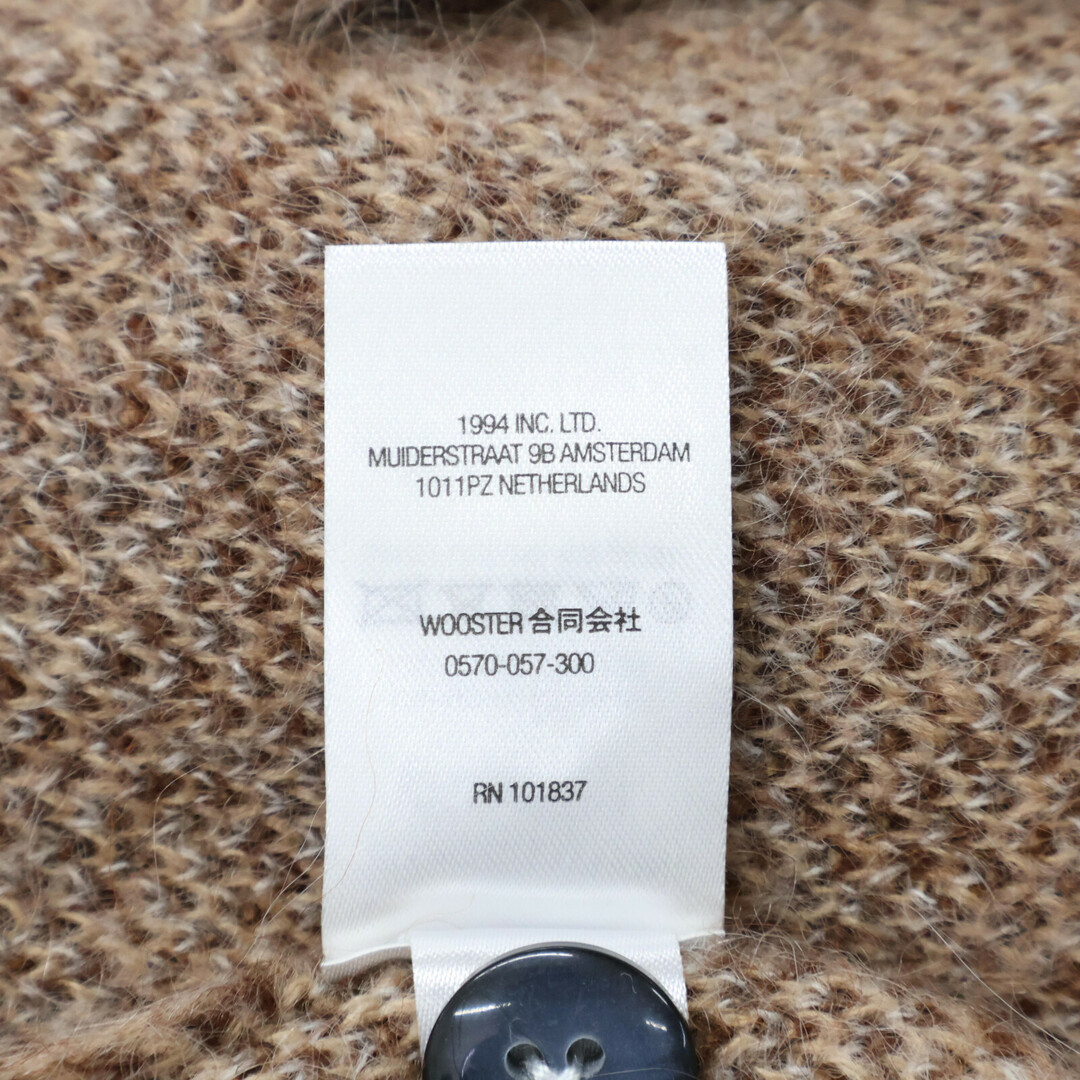 1994 INC. LTD.
MUIDERSTRAAT 9B AMSTERDAM
1011PZ NETHERLANDS
WOOSTER 合同会社
0570-057-300
RN 101837